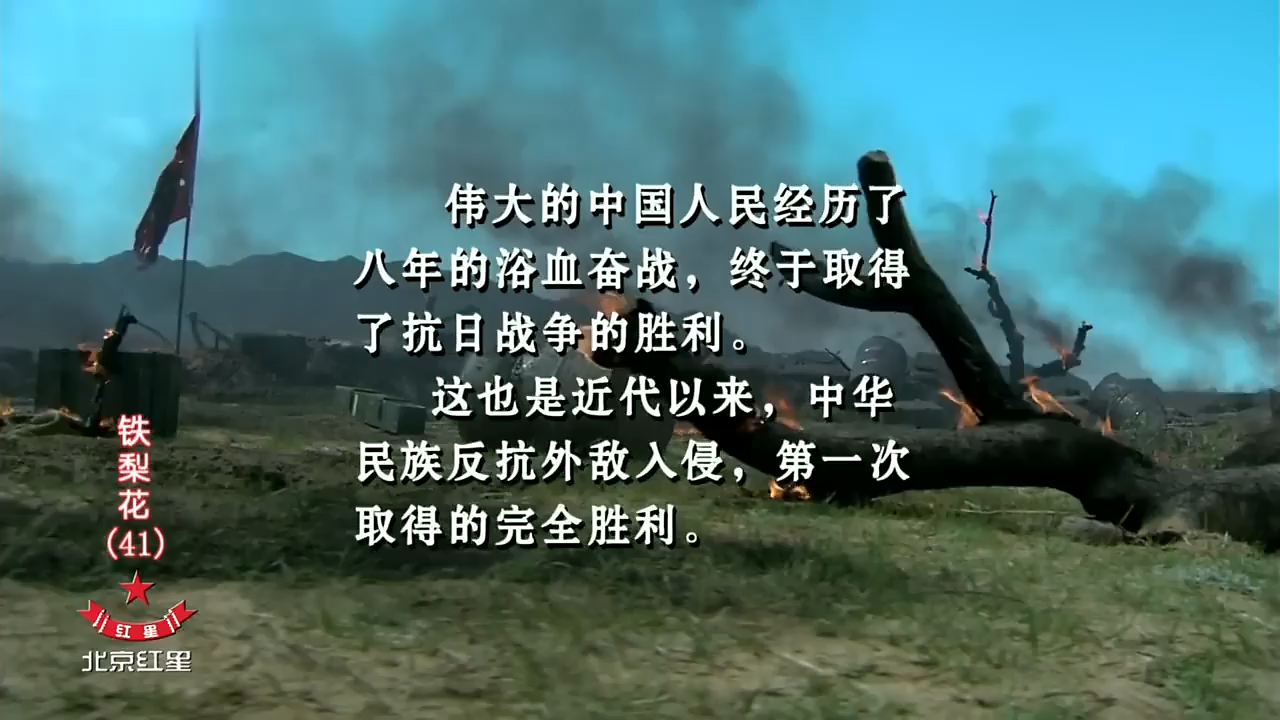 伟大的中国人民经历了
八年的浴血奋战，终于取得
了抗日战争的胜利。
这也是近代以来，中华
民族反抗外敌入侵，第一次
取得的完全胜利。
铁梨花
(41)
红星
北京红星